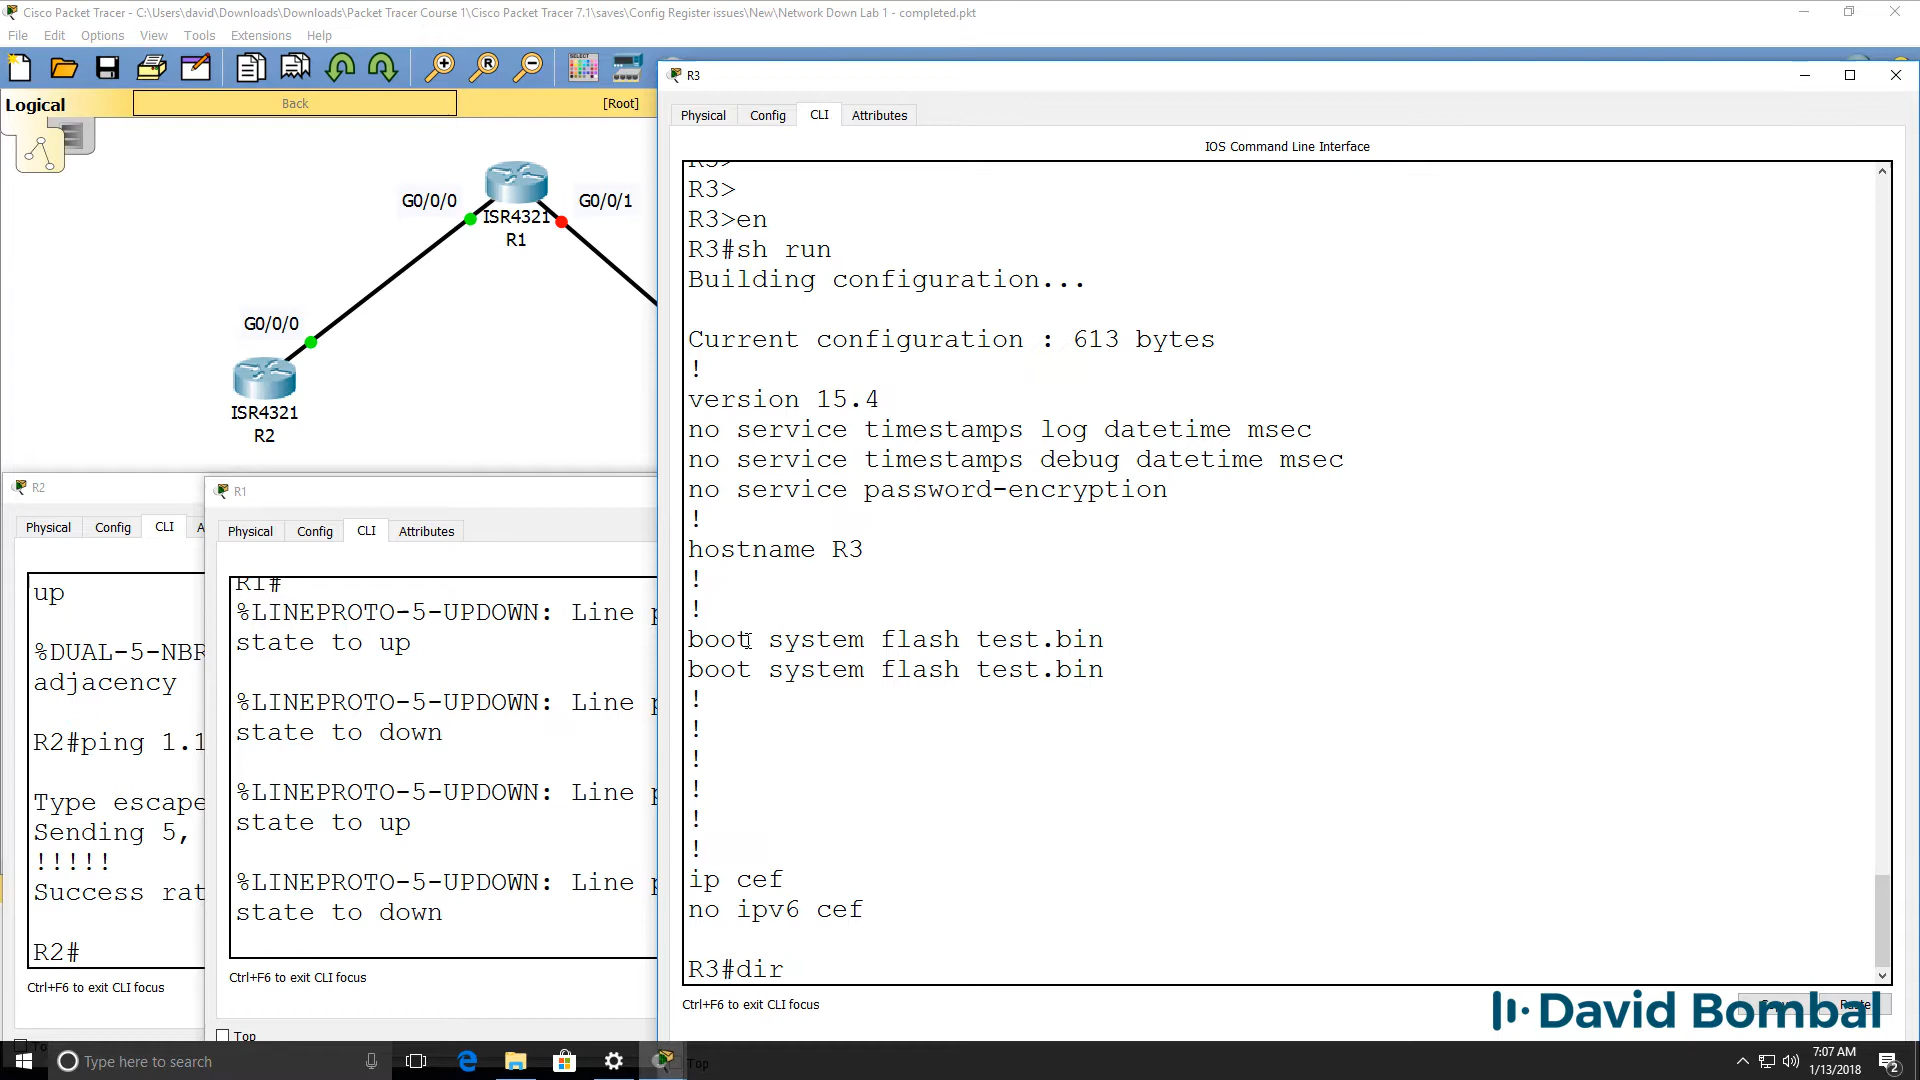 Cisco Packet Tracer - C:\Users\david\Downloads\Downloads\Packet Tracer Course 1\Cisco Packet Tracer 7.1\saves\Config Register issues\New\Network Down Lab 1 - completed.pkt
File Edit Options View Tools Extensions Help
SELECT
Logical Back [Root]
G0/0/0 G0/0/1
ISR4321
R1
G0/0/0
ISR4321
R2
R2
Physical Config CLI A
up
%DUAL-5-NBR
adjacency
R2#ping 1.1
Type escape
Sending 5,
!!!!!
Success rat
R2#
Ctrl+F6 to exit CLI focus
R1
Physical Config CLI Attributes
R1#
%LINEPROTO-5-UPDOWN: Line p
state to up
%LINEPROTO-5-UPDOWN: Line p
state to down
%LINEPROTO-5-UPDOWN: Line p
state to up
%LINEPROTO-5-UPDOWN: Line p
state to down
Ctrl+F6 to exit CLI focus
Top
R3
Physical Config CLI Attributes
IOS Command Line Interface
R3>
R3>
R3>en
R3#sh run
Building configuration...
Current configuration : 613 bytes
!
version 15.4
no service timestamps log datetime msec
no service timestamps debug datetime msec
no service password-encryption
!
hostname R3
!
!
boot system flash test.bin
boot system flash test.bin
!
!
!
!
!
!
ip cef
no ipv6 cef
R3#dir
Ctrl+F6 to exit CLI focus
Copy Paste
David Bombal
Top
Type here to search
7:07 AM
1/13/2018
2